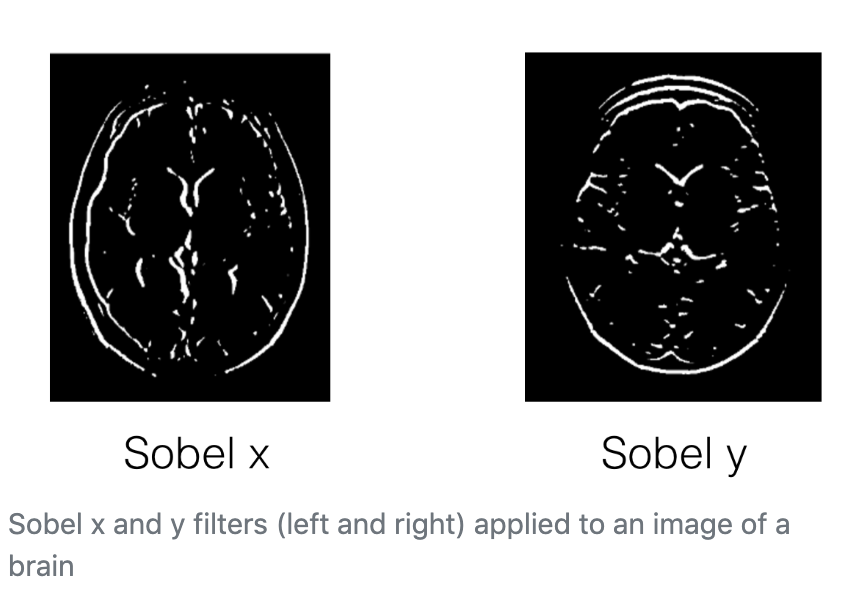 Sobel x
Sobel y
Sobel x and y filters (left and right) applied to an image of a
brain